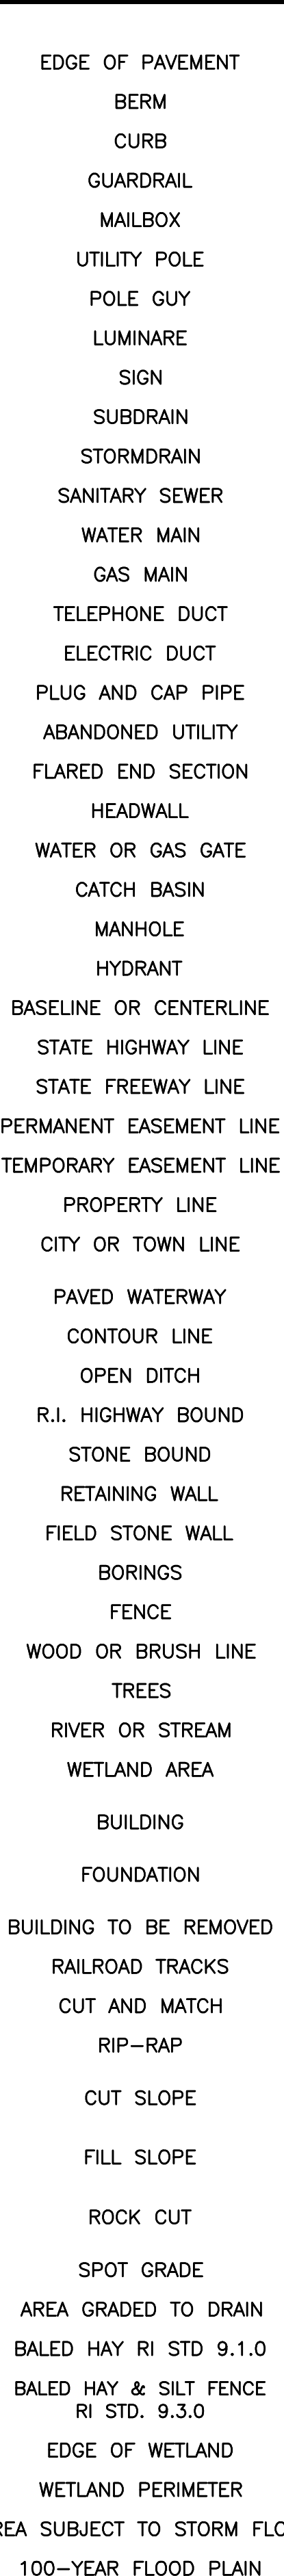 EDGE OF PAVEMENT
BERM
CURB
GUARDRAIL
MAILBOX
UTILITY POLE
POLE GUY
LUMINARE
SIGN
SUBDRAIN
STORMDRAIN
SANITARY SEWER
WATER MAIN
GAS MAIN
TELEPHONE DUCT
ELECTRIC DUCT
PLUG AND CAP PIPE
ABANDONED UTILITY
FLARED END SECTION
HEADWALL
WATER OR GAS GATE
CATCH BASIN
MANHOLE
HYDRANT
BASELINE OR CENTERLINE
STATE HIGHWAY LINE
STATE FREEWAY LINE
PERMANENT EASEMENT LINE
TEMPORARY EASEMENT LINE
PROPERTY LINE
CITY OR TOWN LINE
PAVED WATERWAY
CONTOUR LINE
OPEN DITCH
R.I. HIGHWAY BOUND
STONE BOUND
RETAINING WALL
FIELD STONE WALL
BORINGS
FENCE
WOOD OR BRUSH LINE
TREES
RIVER OR STREAM
WETLAND AREA
BUILDING
FOUNDATION
BUILDING TO BE REMOVED
RAILROAD TRACKS
CUT AND MATCH
RIP-RAP
CUT SLOPE
FILL SLOPE
ROCK CUT
SPOT GRADE
AREA GRADED TO DRAIN
BALED HAY RI STD 9.1.0
BALED HAY & SILT FENCE
RI STD. 9.3.0
EDGE OF WETLAND
WETLAND PERIMETER
SUBJECT TO STORM
100-YEAR FLOOD PLAIN